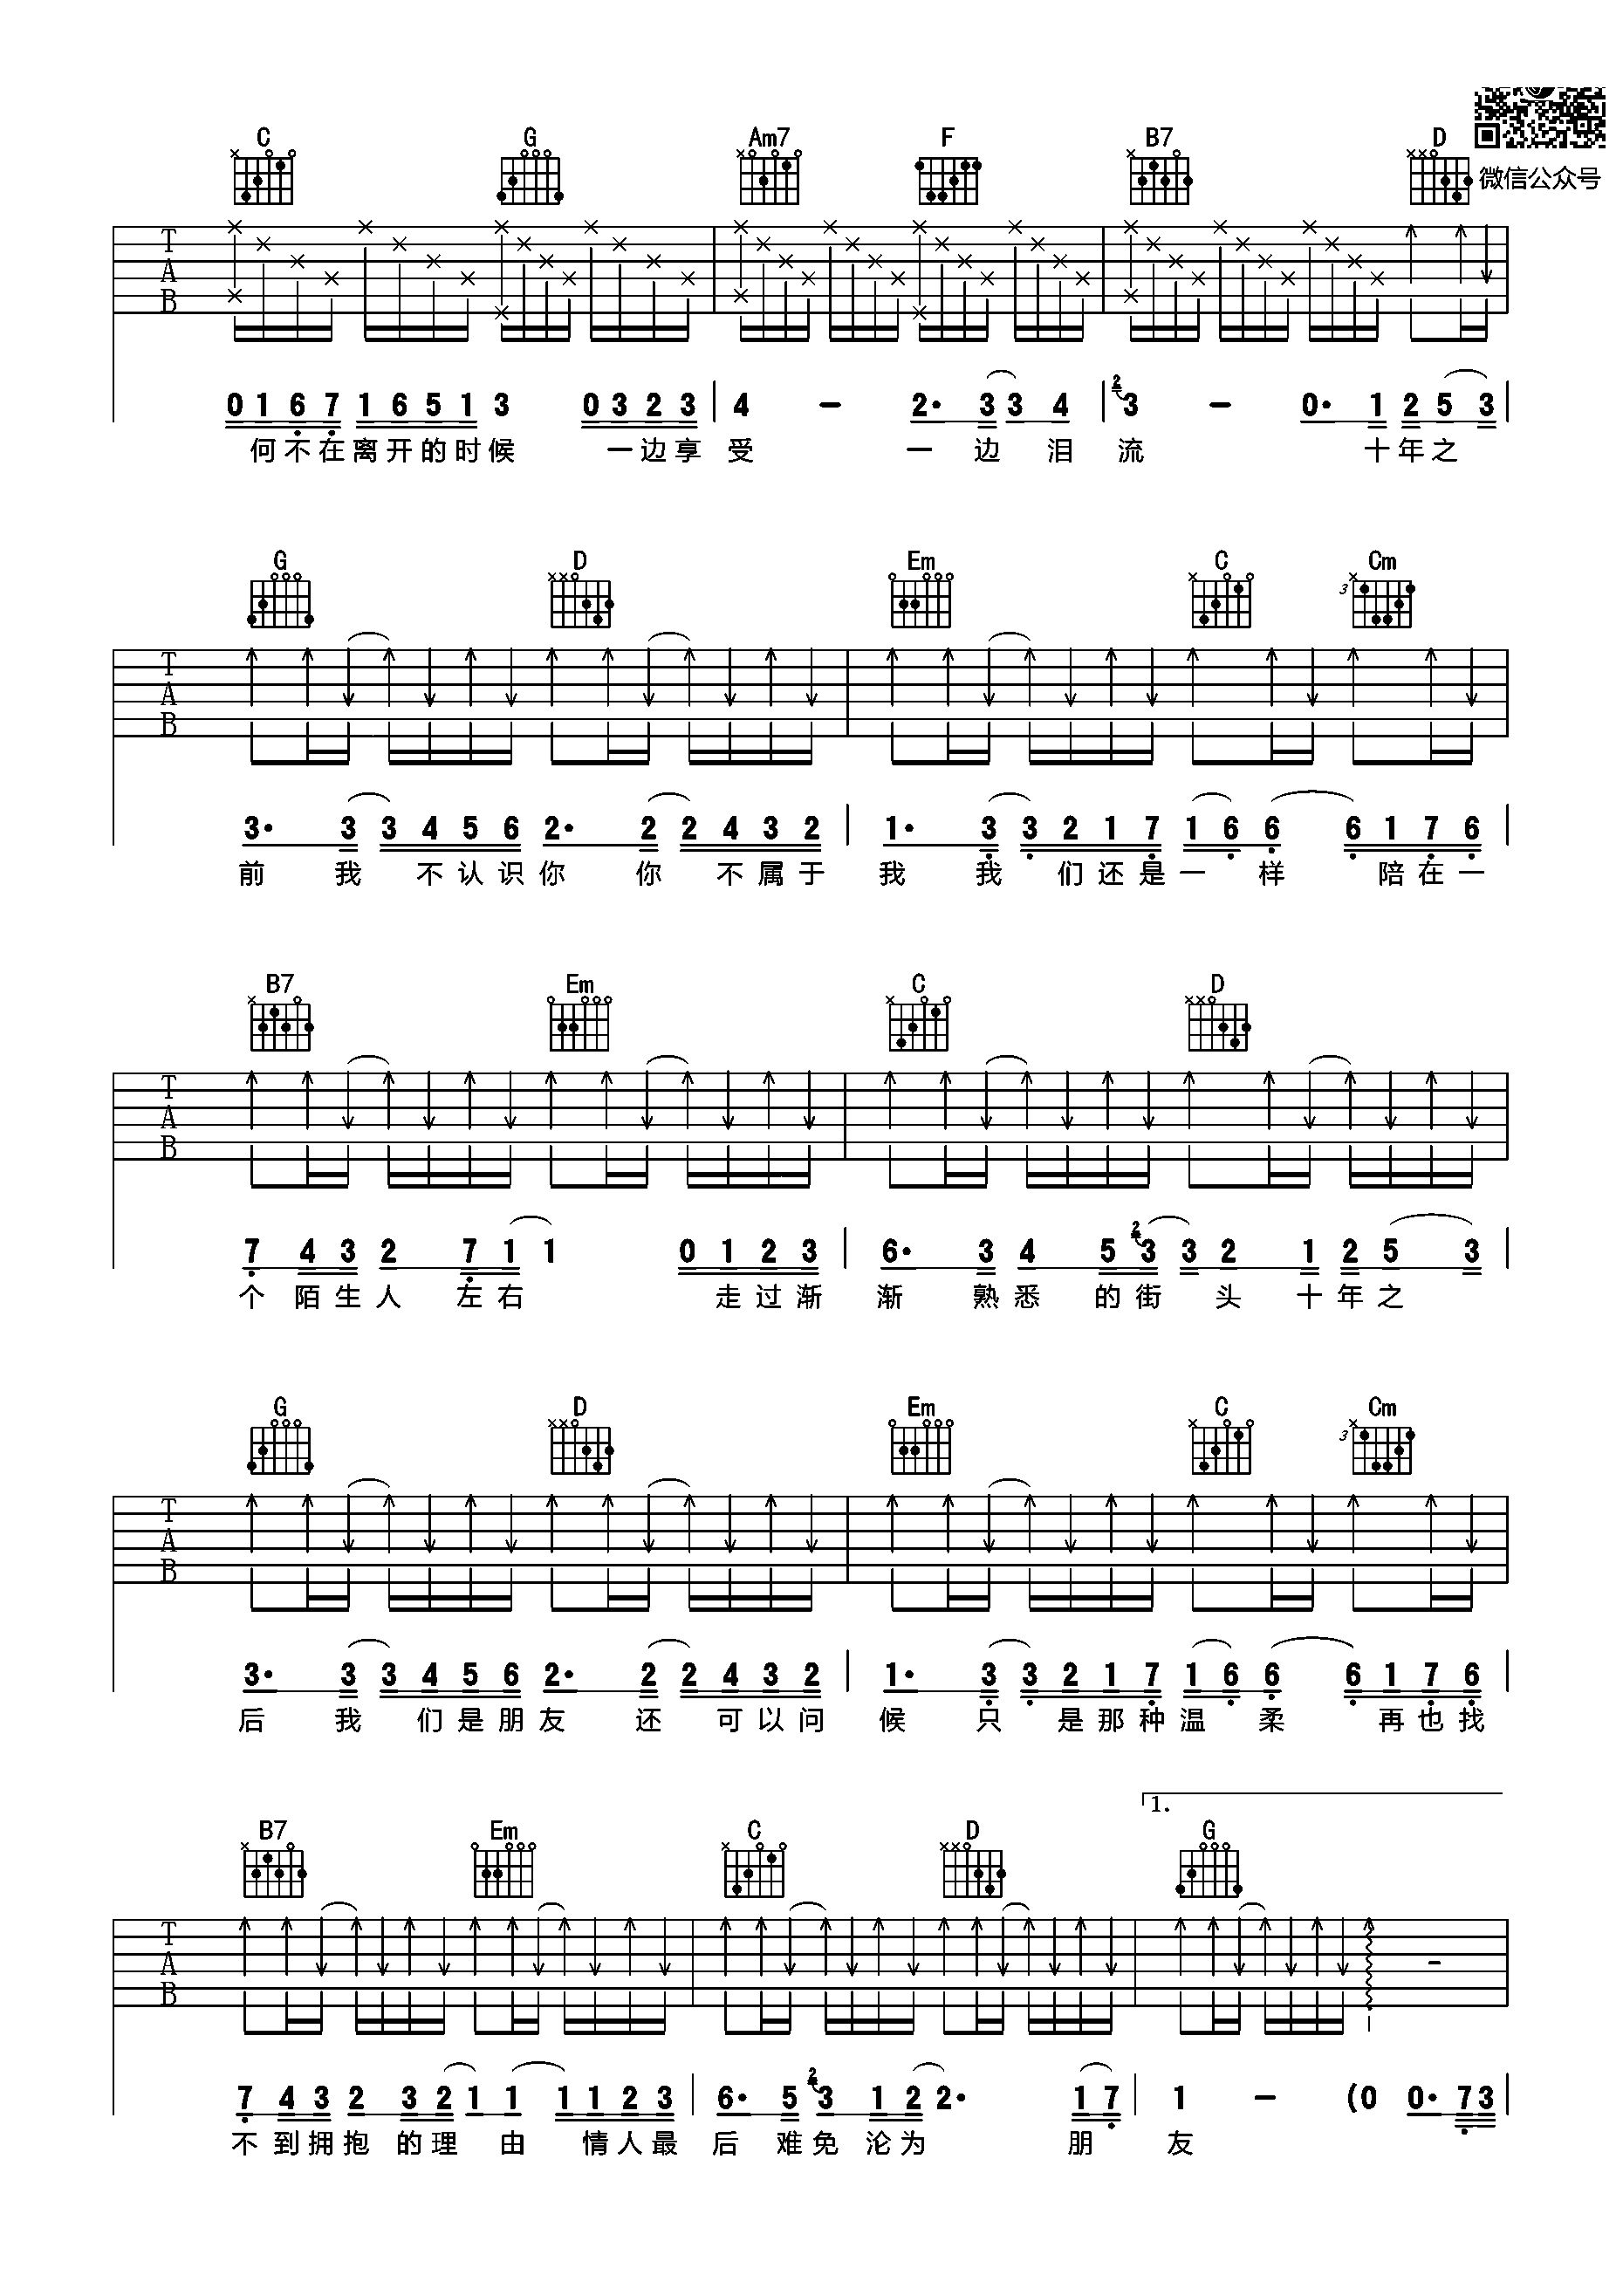 C G Am7 F B7 D
微信公众号
T A B
0 1 6 7 1 6 5 1 3 0 3 2 3 | 4 - 2· 3 3 4 | 2 3 - 0· 1 2 5 3 |
何不在离开的时候 一边享受 一边泪流 十年之
G D Em C Cm
3 3
T A B
3· 3 3 4 5 6 2· 2 2 4 3 2 | 1· 3 3 2 1 7 1 6 6 6 1 7 6 |
前 我 不认识你 你 不属于 我 我 们还是一 样 陪在一
B7 Em C D
T A B
7 4 3 2 7 1 1 0 1 2 3 | 6· 3 4 5 2 3 3 2 1 2 5 3 |
个 陌生人 左右 走过渐 渐 熟悉 的街 头 十年之
G D Em C Cm
3
T A B
3· 3 3 4 5 6 2· 2 2 4 3 2 | 1· 3 3 2 1 7 1 6 6 6 1 7 6 |
后 我 们是朋友 还 可以问 候 只 是那种温 柔 再也找
1.
B7 Em C D G
T A B
7 4 3 2 3 2 1 1 1 1 2 3 | 6· 5 2 3 1 2 2· 1 7 | 1 - (0 0· 7 3 |
不到拥抱的理 由 情人最 后 难免沦为 朋 友